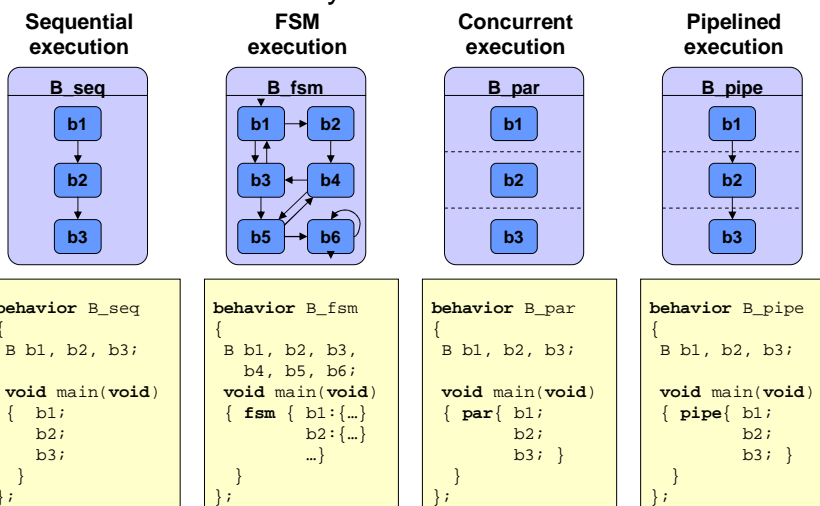 Sequential
execution
B_seq
b1
b2
b3
behavior B_seq
{
B b1, b2, b3;
void main(void)
{ b1;
b2;
b3;
}
};
FSM
execution
B_fsm
b1 b2
b3 b4
b5 b6
behavior B_fsm
{
B b1, b2, b3,
b4, b5, b6;
void main(void)
{ fsm { b1:{…}
b2:{…}
…}
}
};
Concurrent
execution
B_par
b1
b2
b3
behavior B_par
{
B b1, b2, b3;
void main(void)
{ par{ b1;
b2;
b3; }
}
};
Pipelined
execution
B_pipe
b1
b2
b3
behavior B_pipe
{
B b1, b2, b3;
void main(void)
{ pipe{ b1;
b2;
b3; }
}
};